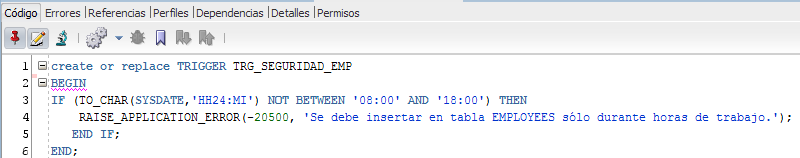 Código Errores Referencias Perfiles Dependencias Detalles Permisos
1 create or replace TRIGGER TRG_SEGURIDAD_EMP
2 BEGIN
3 IF (TO_CHAR(SYSDATE,'HH24:MI') NOT BETWEEN '08:00' AND '18:00') THEN
4 RAISE_APPLICATION_ERROR(-20500, 'Se debe insertar en tabla EMPLOYEES sólo durante horas de trabajo.');
5 END IF;
6 END;